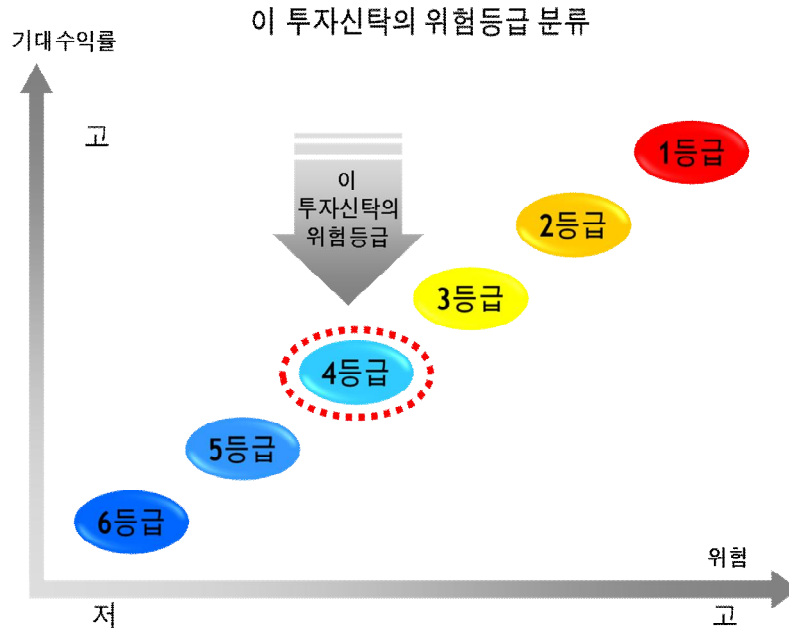 이 투자신탁의 위험등급 분류
기대수익률
고
1등급
이
투자신탁의
위험등급
2등급
3등급
4등급
5등급
6등급
위험
저
고